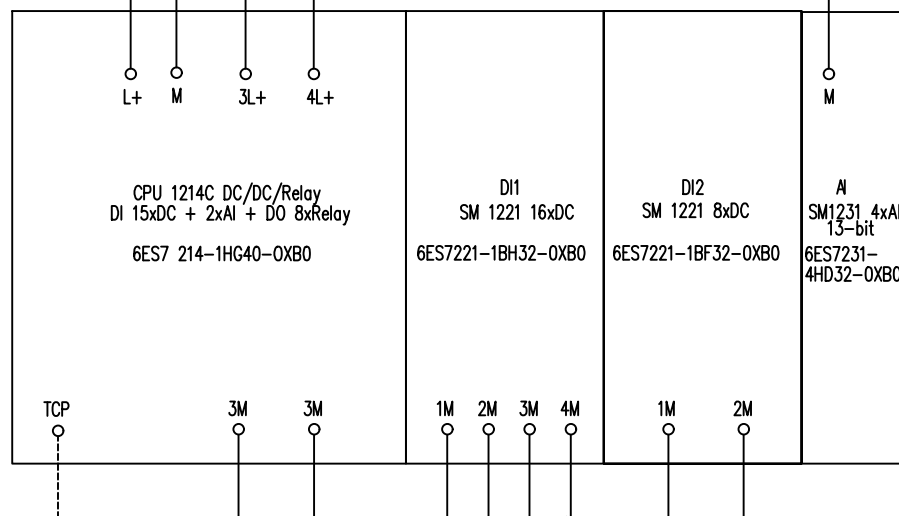 L+ M 3L+ 4L+
M
CPU 1214C DC/DC/Relay
DI 15xDC + 2xAI + DO 8xRelay
6ES7 214-1HG40-0XB0
DI1
SM 1221 16xDC
6ES7221-1BH32-0XB0
DI2
SM 1221 8xDC
6ES7221-1BF32-0XB0
AI
SM1231 4xAI
13-bit
6ES7231-
4HD32-0XB0
TCP 3M 3M
1M 2M 3M 4M
1M 2M